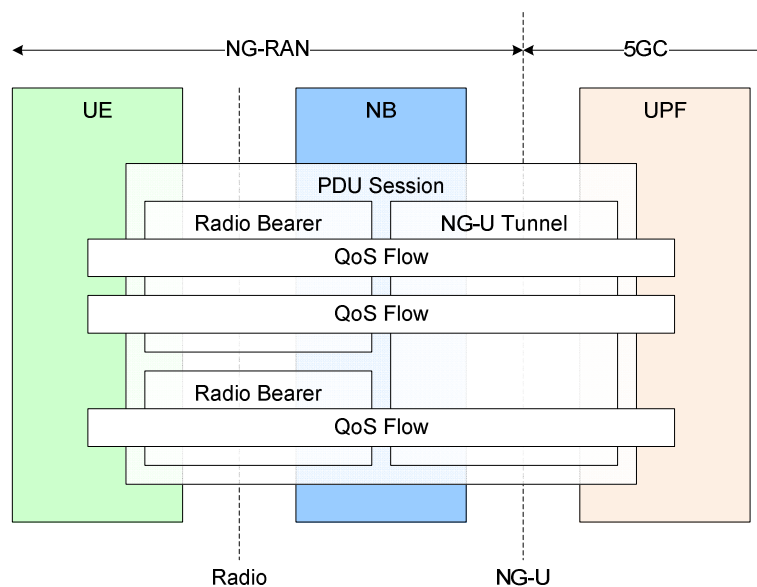 NG-RAN 5GC
UE NB UPF
PDU Session
Radio Bearer NG-U Tunnel
QoS Flow
QoS Flow
Radio Bearer
QoS Flow
Radio NG-U